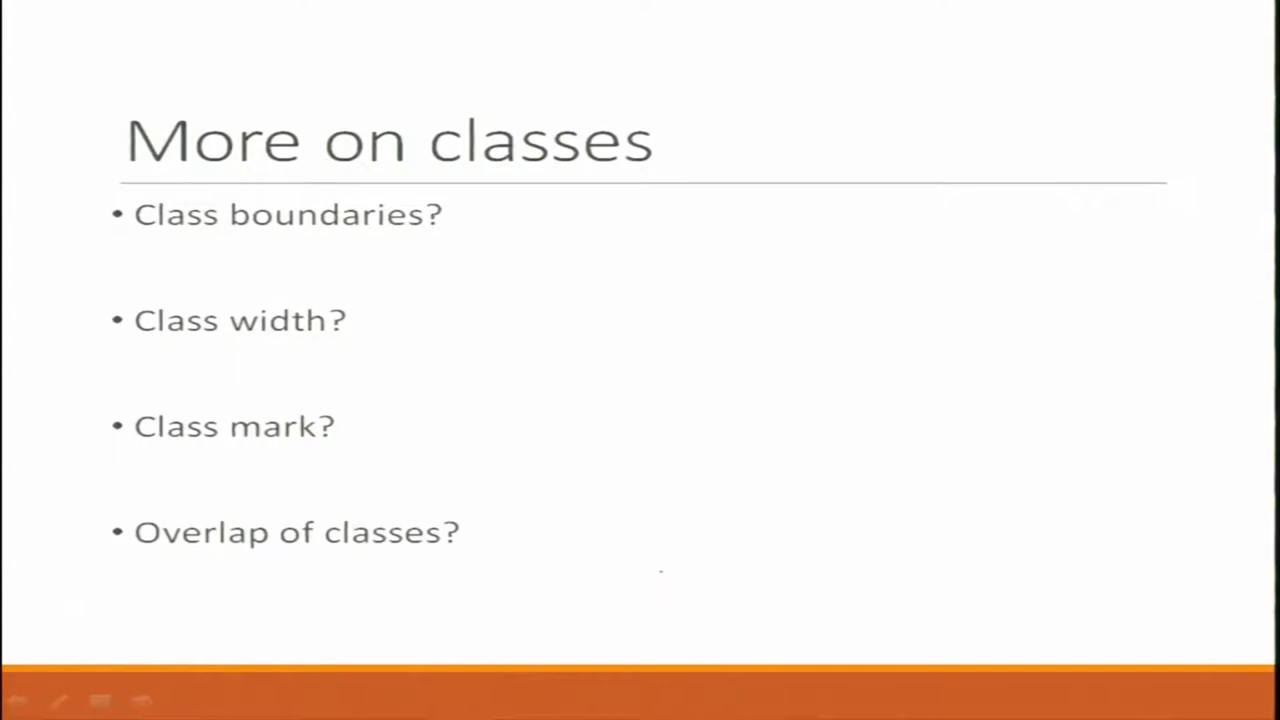 More on classes
• Class boundaries?
• Class width?
• Class mark?
• Overlap of classes?